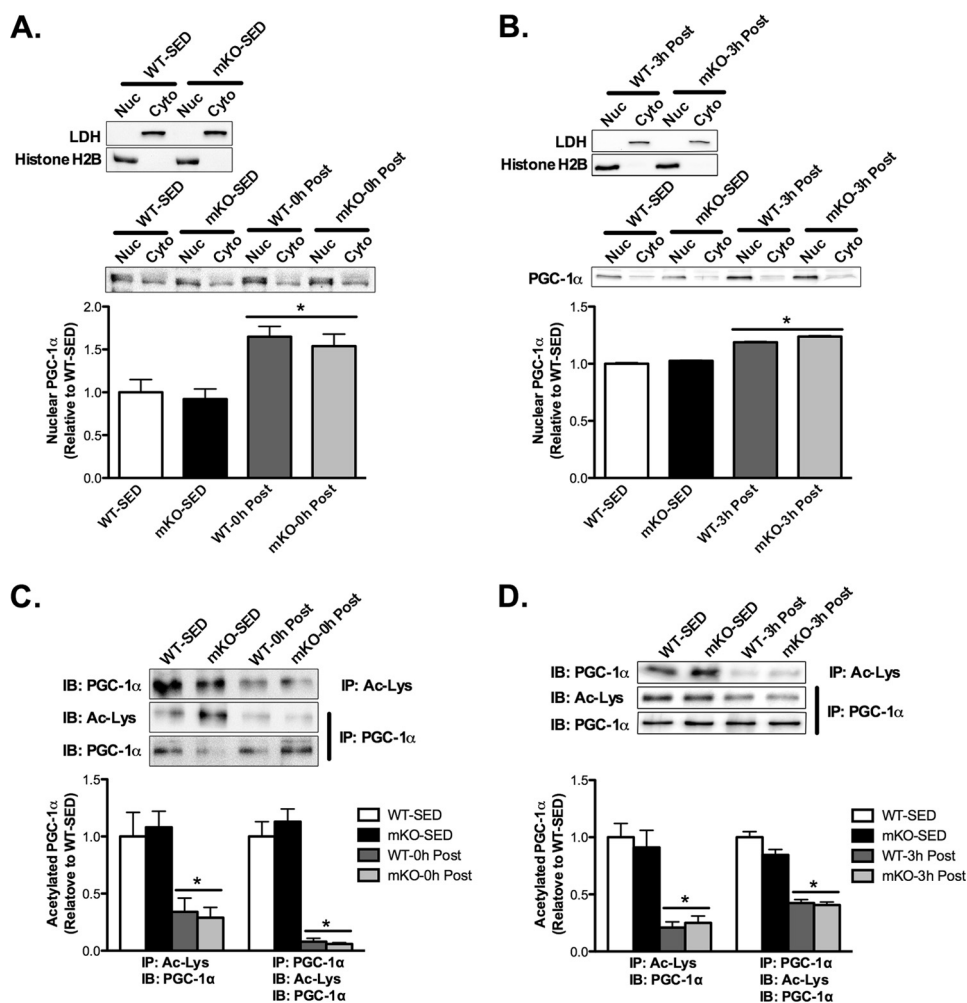 A.
WT-SED
mKO-SED
Nuc
Cyto
Nuc
Cyto
LDH
Histone H2B
WT-SED
mKO-SED
WT-0h Post
mKO-0h Post
Nuc
Cyto
Nuc
Cyto
Nuc
Cyto
Nuc
Cyto
Nuclear PGC-1α
(Relative to WT-SED)
2.0
1.5
1.0
0.5
0.0
*
WT-SED
mKO-SED
WT-0h Post
mKO-0h Post
B.
WT-3h Post
mKO-3h Post
Nuc
Cyto
Nuc
Cyto
LDH
Histone H2B
WT-SED
mKO-SED
WT-3h Post
mKO-3h Post
Nuc
Cyto
Nuc
Cyto
Nuc
Cyto
Nuc
Cyto
PGC-1α
Nuclear PGC-1α
(Relative to WT-SED)
1.5
1.0
0.5
0.0
*
WT-SED
mKO-SED
WT-3h Post
mKO-3h Post
C.
WT-SED
mKO-SED
WT-0h Post
mKO-0h Post
IB: PGC-1α
IP: Ac-Lys
IB: Ac-Lys
IB: PGC-1α
IP: PGC-1α
Acetylated PGC-1α
(Relatove to WT-SED)
1.5
1.0
0.5
0.0
*
*
WT-SED
mKO-SED
WT-0h Post
mKO-0h Post
IP: Ac-Lys
IB: PGC-1α
IP: PGC-1α
IB: Ac-Lys
IB: PGC-1α
D.
WT-SED
mKO-SED
WT-3h Post
mKO-3h Post
IB: PGC-1α
IP: Ac-Lys
IB: Ac-Lys
IB: PGC-1α
IP: PGC-1α
Acetylated PGC-1α
(Relatove to WT-SED)
1.5
1.0
0.5
0.0
*
*
WT-SED
mKO-SED
WT-3h Post
mKO-3h Post
IP: Ac-Lys
IB: PGC-1α
IP: PGC-1α
IB: Ac-Lys
IB: PGC-1α